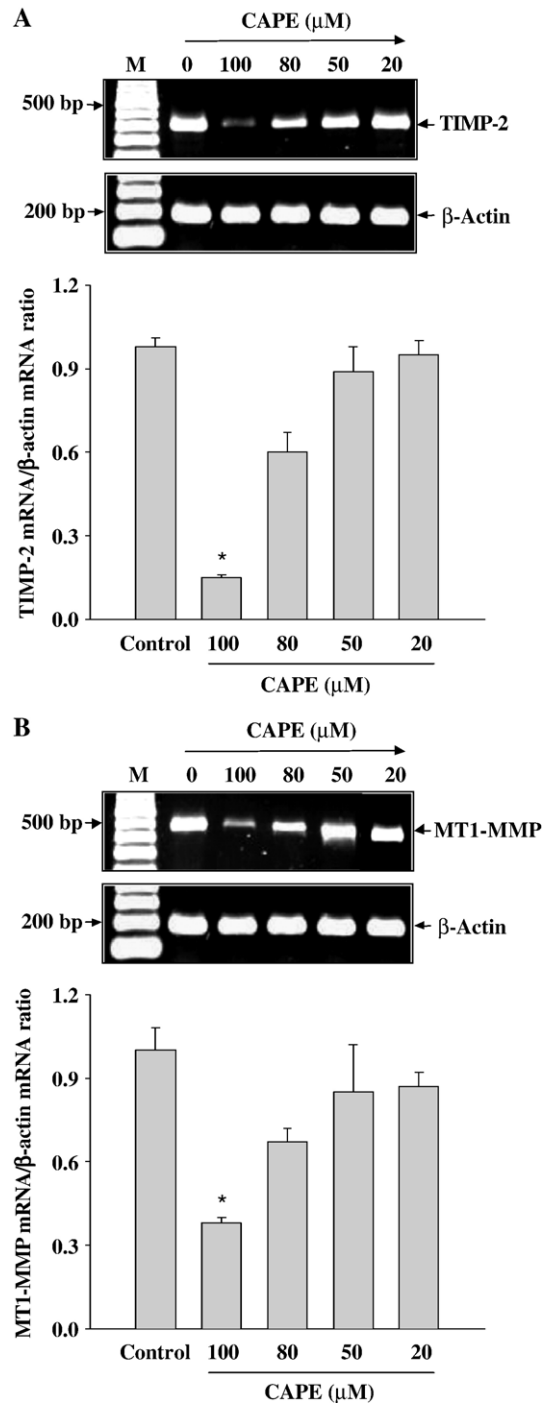 A
CAPE (μM)
M 0 100 80 50 20
500 bp
TIMP-2
200 bp
β-Actin
TIMP-2 mRNA/β-actin mRNA ratio
1.2
0.9
0.6
0.3
0.0
*
Control 100 80 50 20
CAPE (μM)
B
CAPE (μM)
M 0 100 80 50 20
500 bp
MT1-MMP
200 bp
β-Actin
MT1-MMP mRNA/β-actin mRNA ratio
1.2
0.9
0.6
0.3
0.0
*
Control 100 80 50 20
CAPE (μM)